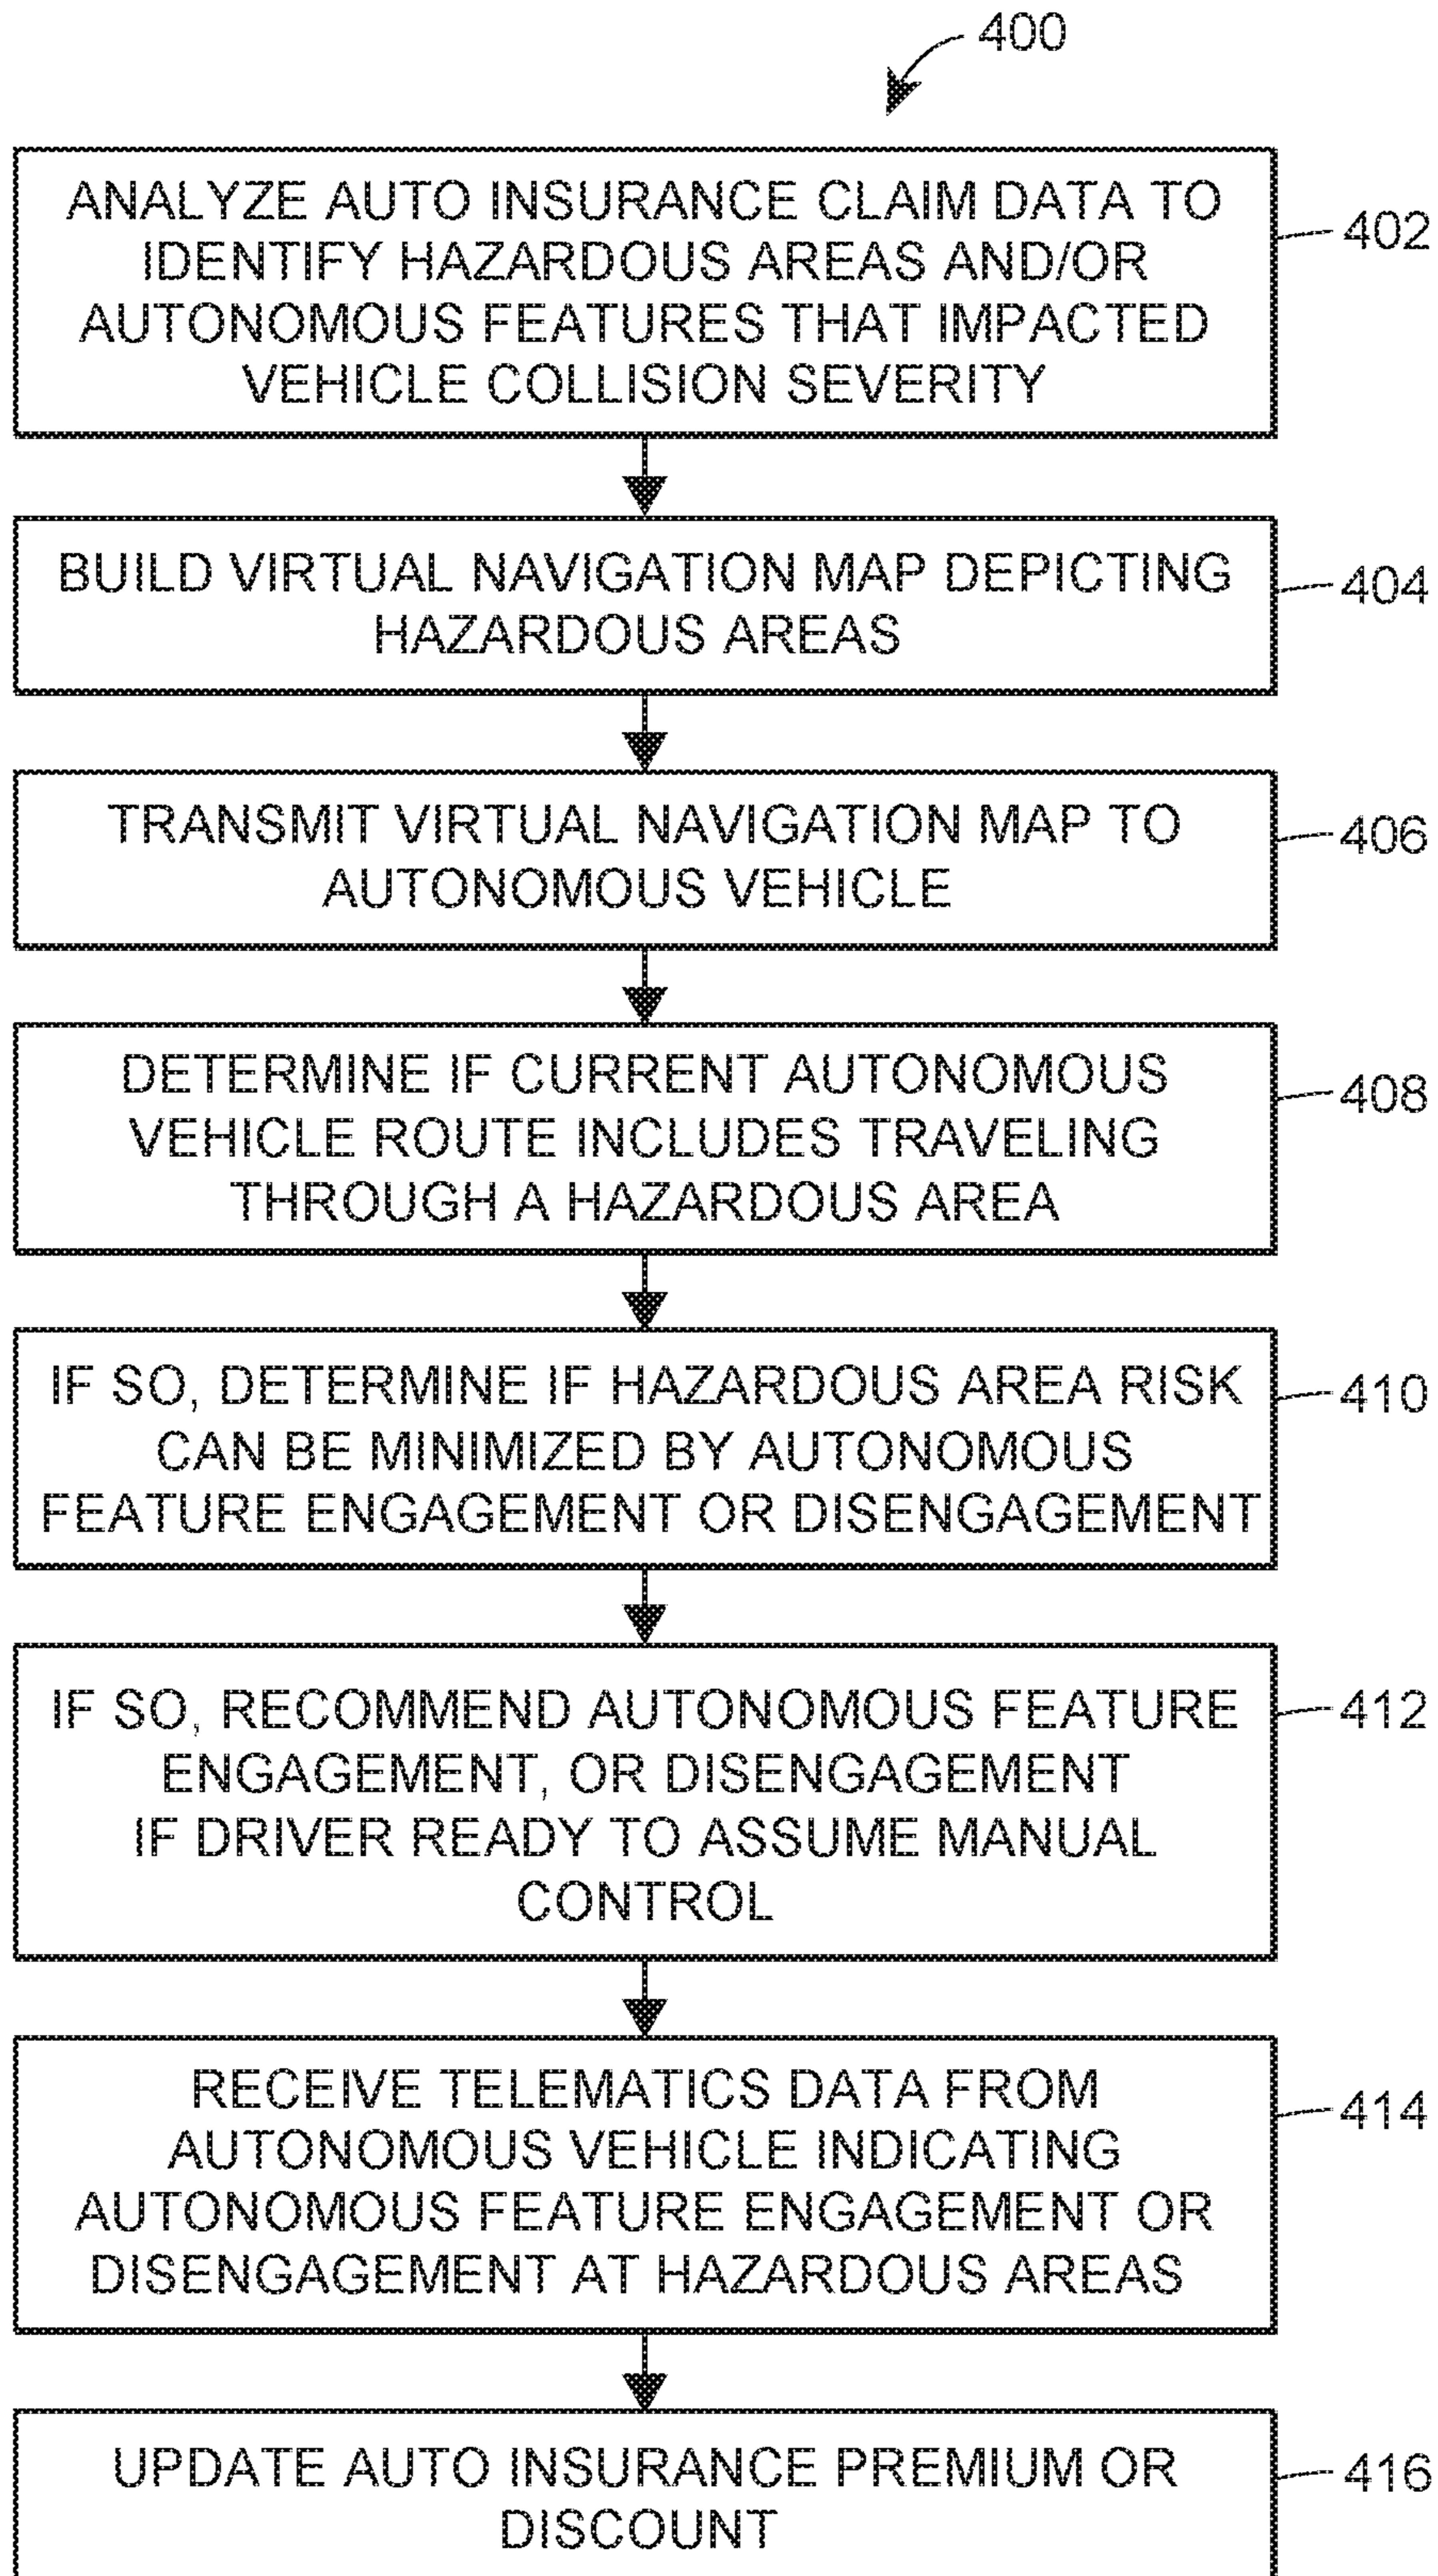 400
ANALYZE AUTO INSURANCE CLAIM DATA TO
IDENTIFY HAZARDOUS AREAS AND/OR
AUTONOMOUS FEATURES THAT IMPACTED
VEHICLE COLLISION SEVERITY
402
BUILD VIRTUAL NAVIGATION MAP DEPICTING
HAZARDOUS AREAS
404
TRANSMIT VIRTUAL NAVIGATION MAP TO
AUTONOMOUS VEHICLE
406
DETERMINE IF CURRENT AUTONOMOUS
VEHICLE ROUTE INCLUDES TRAVELING
THROUGH A HAZARDOUS AREA
408
IF SO, DETERMINE IF HAZARDOUS AREA RISK
CAN BE MINIMIZED BY AUTONOMOUS
FEATURE ENGAGEMENT OR DISENGAGEMENT
410
IF SO, RECOMMEND AUTONOMOUS FEATURE
ENGAGEMENT, OR DISENGAGEMENT
IF DRIVER READY TO ASSUME MANUAL
CONTROL
412
RECEIVE TELEMATICS DATA FROM
AUTONOMOUS VEHICLE INDICATING
AUTONOMOUS FEATURE ENGAGEMENT OR
DISENGAGEMENT AT HAZARDOUS AREAS
414
UPDATE AUTO INSURANCE PREMIUM OR
DISCOUNT
416